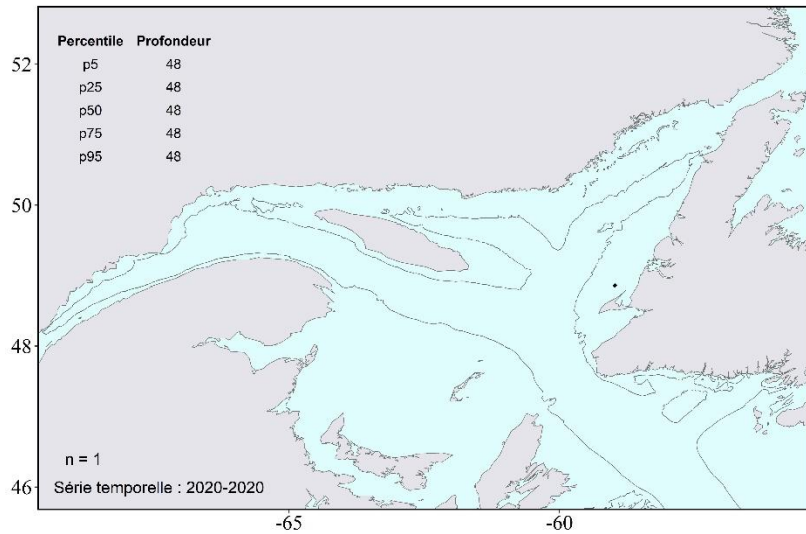 Percentile Profondeur
p5 48
p25 48
p50 48
p75 48
p95 48
52
50
48
46
n = 1
Série temporelle : 2020-2020
-65 -60